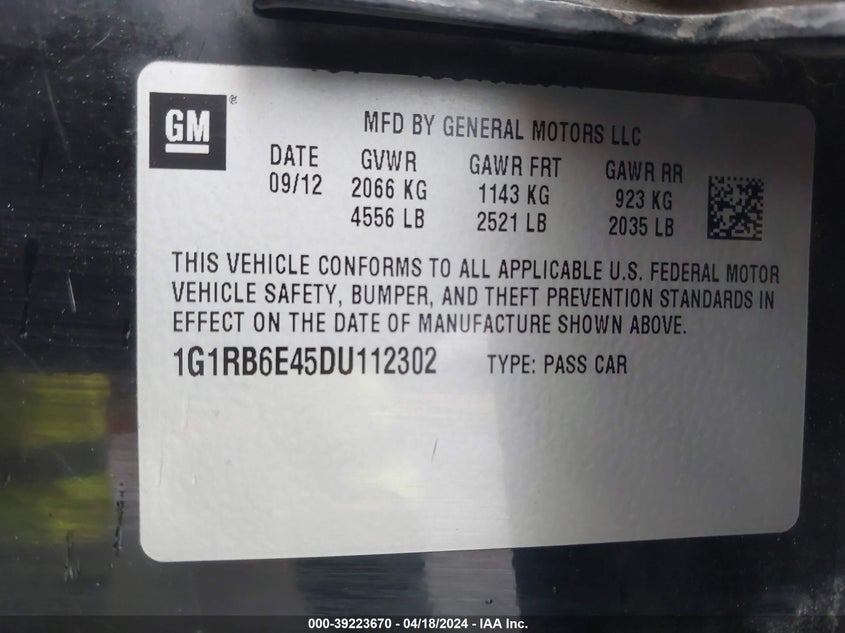 GM®
MFD BY GENERAL MOTORS LLC
DATE GVWR GAWR FRT GAWR RR
09/12 2066 KG 1143 KG 923 KG
4556 LB 2521 LB 2035 LB
THIS VEHICLE CONFORMS TO ALL APPLICABLE U.S. FEDERAL MOTOR
VEHICLE SAFETY, BUMPER, AND THEFT PREVENTION STANDARDS IN
EFFECT ON THE DATE OF MANUFACTURE SHOWN ABOVE.
1G1RB6E45DU112302 TYPE: PASS CAR
000-39223670 - 04/18/2024 - IAA Inc.